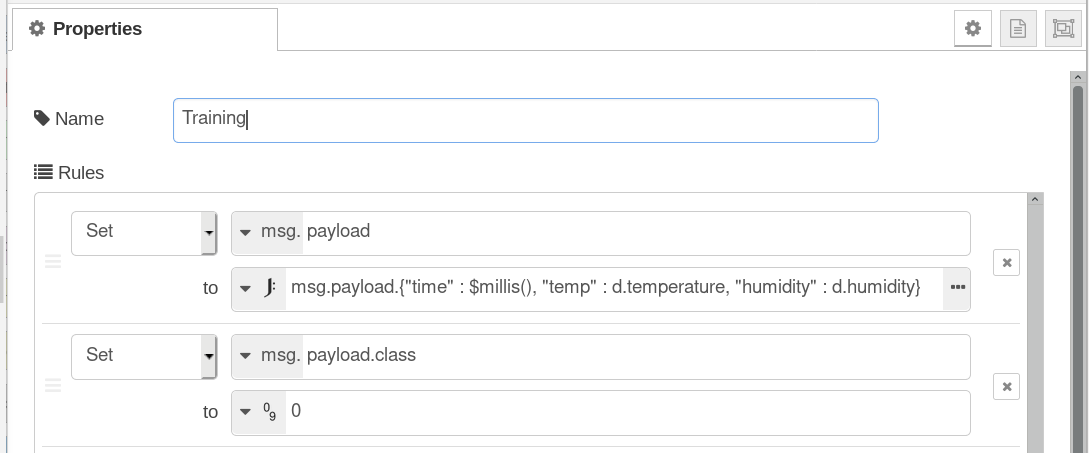 Properties
Name Training
Rules
Set msg. payload
to J: msg.payload.{"time" : $millis(), "temp" : d.temperature, "humidity" : d.humidity}
Set msg. payload.class
to 09 0